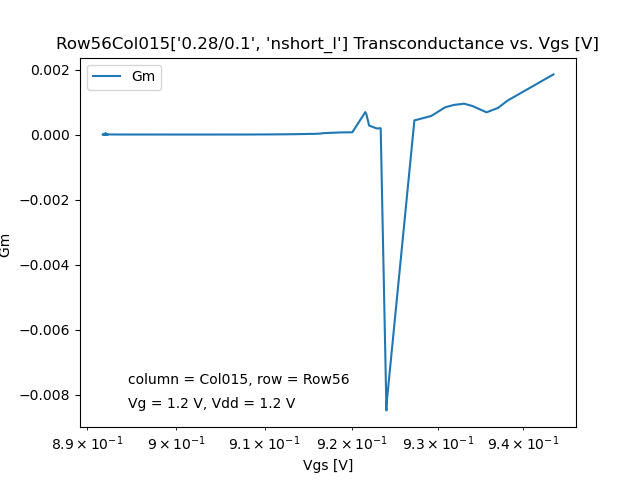 Row56Col015['0.28/0.1', 'nshort_l'] Transconductance vs. Vgs [V]
Gm
0.002
0.000
−0.002
−0.004
−0.006
−0.008
Gm
column = Col015, row = Row56
Vg = 1.2 V, Vdd = 1.2 V
8.9 × 10⁻¹
9 × 10⁻¹
9.1 × 10⁻¹
9.2 × 10⁻¹
9.3 × 10⁻¹
9.4 × 10⁻¹
Vgs [V]